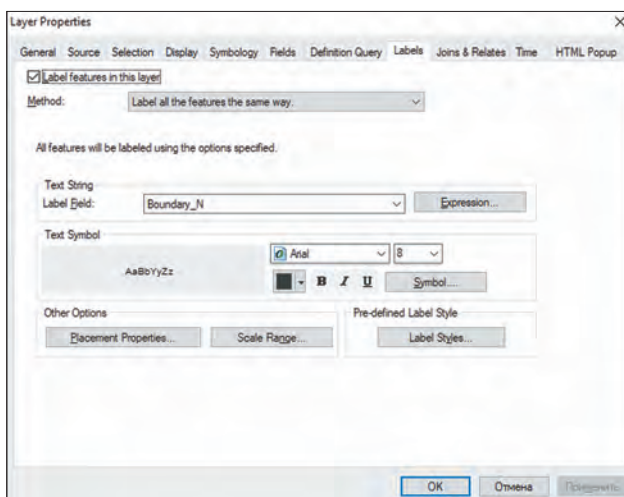 Layer Properties
General Source Selection Display Symbology Fields Definition Query Labels Joins & Relates Time HTML Popup
Label features in this layer
Method: Label all the features the same way.
All features will be labeled using the options specified.
Text String
Label Field: Boundary_N Expression...
Text Symbol
AaBbYyZz
Arial 8
B I U Symbol...
Other Options Pre-defined Label Style
Placement Properties... Scale Range... Label Styles...
OK Отмена Применить